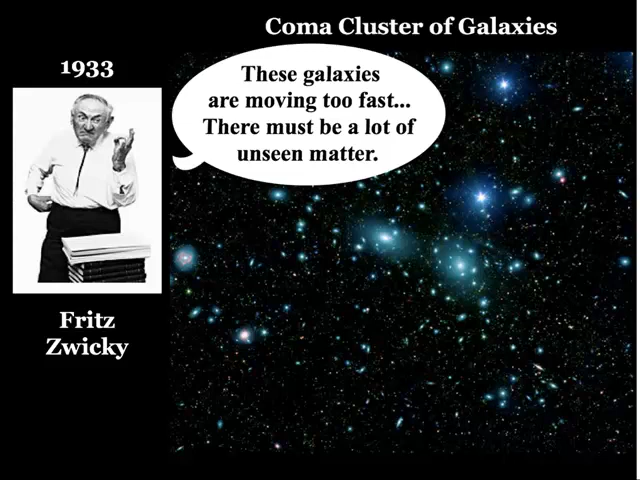 Coma Cluster of Galaxies
1933
These galaxies
are moving too fast...
There must be a lot of
unseen matter.
Fritz
Zwicky